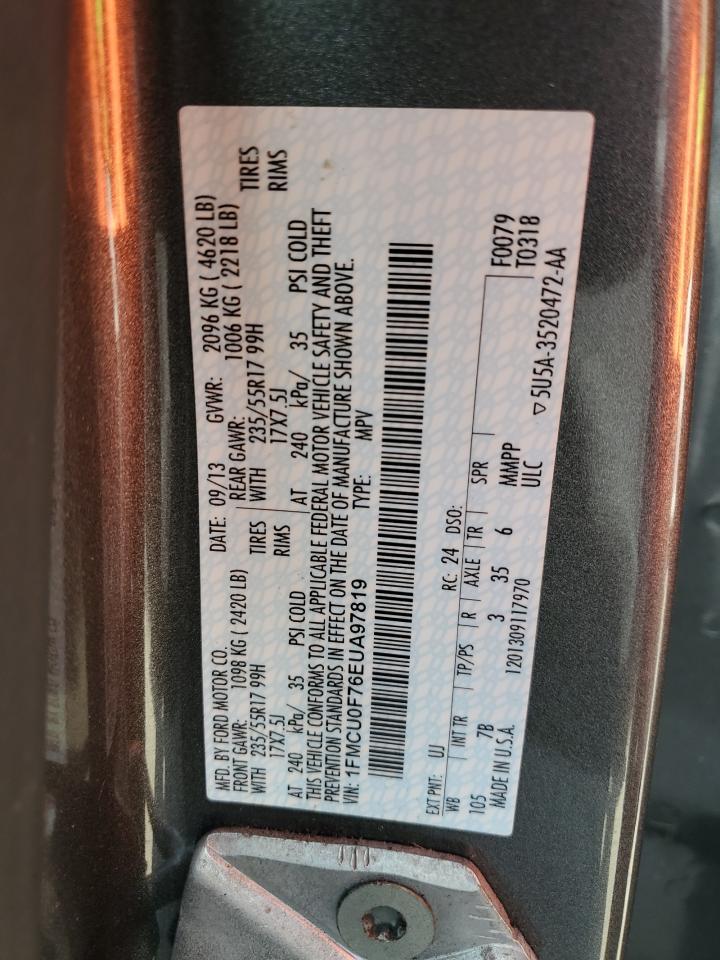 MFD. BY FORD MOTOR CO.
DATE: 09/13 GVWR: 2096 KG ( 4620 LB)
FRONT GAWR: 1098 KG ( 2420 LB) REAR GAWR: 1006 KG ( 2218 LB)
WITH 235/55R17 99H TIRES WITH 235/55R17 99H TIRES
17X7.5J RIMS 17X7.5J RIMS
AT 240 kPa/ 35 PSI COLD AT 240 kPa/ 35 PSI COLD
THIS VEHICLE CONFORMS TO ALL APPLICABLE FEDERAL MOTOR VEHICLE SAFETY AND THEFT
PREVENTION STANDARDS IN EFFECT ON THE DATE OF MANUFACTURE SHOWN ABOVE.
VIN: 1FMCU0F76EUA97819 TYPE: MPV
EXT PNT: UJ RC: 24 DSO: F0079
WB INT TR TP/PS R AXLE TR SPR T0318
105 7B 3 35 6 MMPP
MADE IN U.S.A. 1201309117970 ULC
▽ 5U5A-3520472-AA